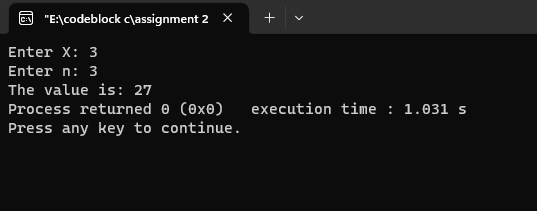 "E:\codeblock c\assignment 2
Enter X: 3
Enter n: 3
The value is: 27
Process returned 0 (0x0)   execution time : 1.031 s
Press any key to continue.